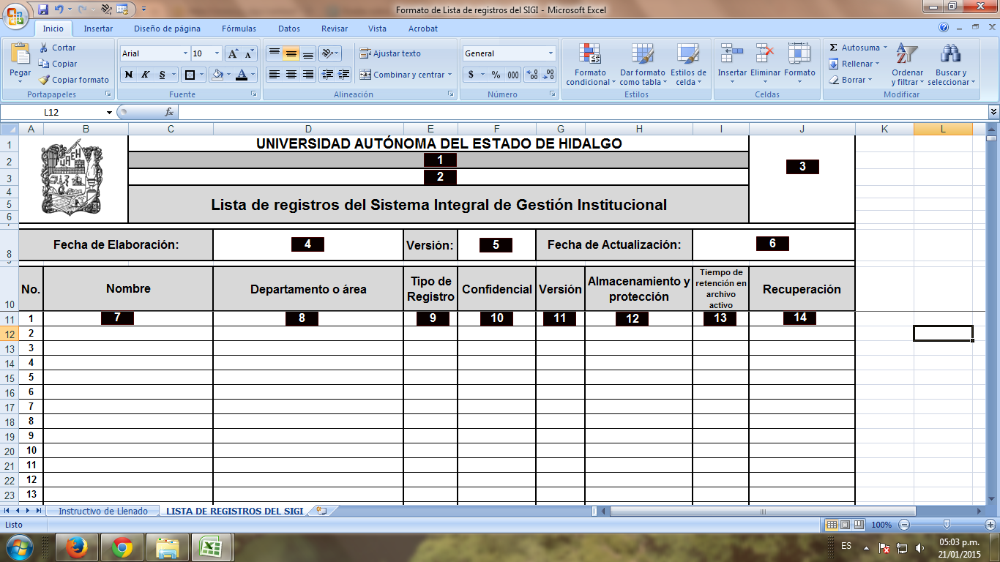 Formato de Lista de registros del SIGI - Microsoft Excel
Inicio Insertar Diseño de página Fórmulas Datos Revisar Vista Acrobat
Pegar
Cortar
Copiar
Copiar formato
Portapapeles
Arial 10
N K S
Fuente
Ajustar texto
Combinar y centrar
Alineación
General
$ % 000
Número
Formato condicional
Dar formato como tabla
Estilos de celda
Estilos
Insertar Eliminar Formato
Celdas
Σ Autosuma
Rellenar
Borrar
Ordenar y filtrar
Buscar y seleccionar
Modificar
L12 fx
A B C D E F G H I J K L
1 UNIVERSIDAD AUTÓNOMA DEL ESTADO DE HIDALGO
2 1
3 2 3
4
5 Lista de registros del Sistema Integral de Gestión Institucional
6
8 Fecha de Elaboración: 4 Versión: 5 Fecha de Actualización: 6
10 No. Nombre Departamento o área Tipo de Registro Confidencial Versión Almacenamiento y protección Tiempo de retención en archivo activo Recuperación
11 1 7 8 9 10 11 12 13 14
12 2
13 3
14 4
15 5
16 6
17 7
18 8
19 9
20 10
21 11
22 12
23 13
Instructivo de Llenado LISTA DE REGISTROS DEL SIGI
Listo 100%
ES 05:03 p.m.
21/01/2015